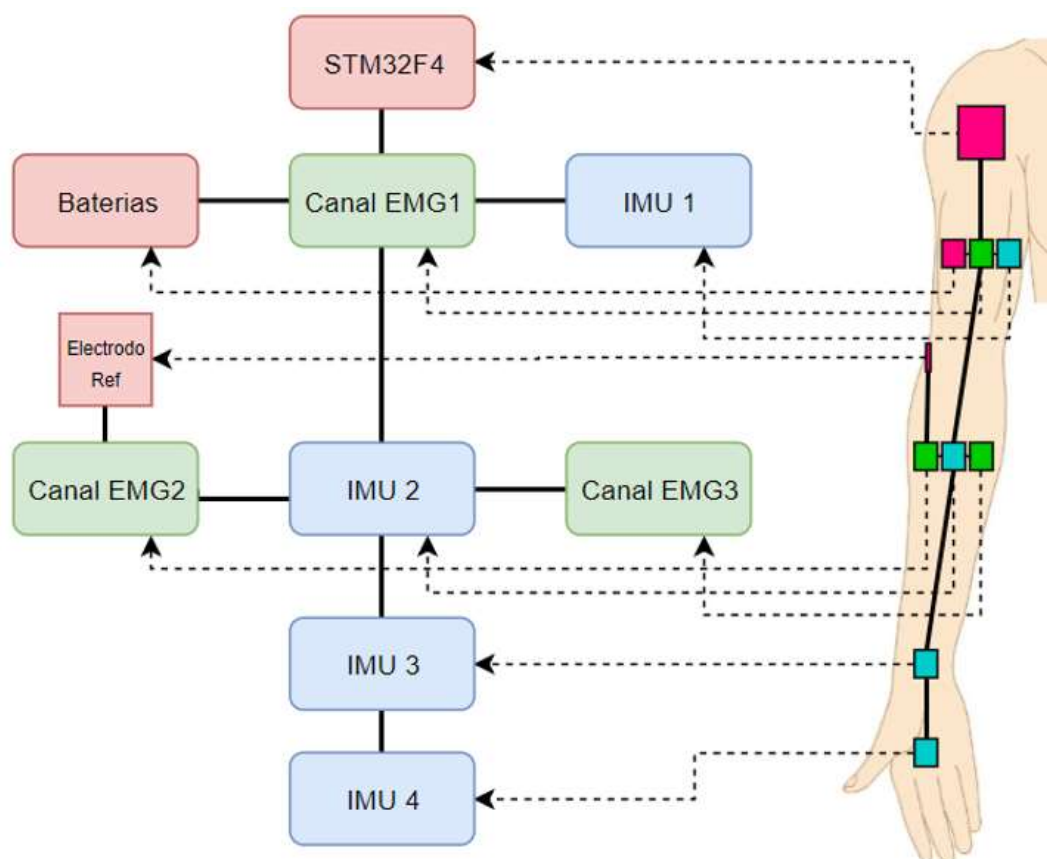 STM32F4
Baterias
Canal EMG1
IMU 1
Electrodo
Ref
Canal EMG2
IMU 2
Canal EMG3
IMU 3
IMU 4